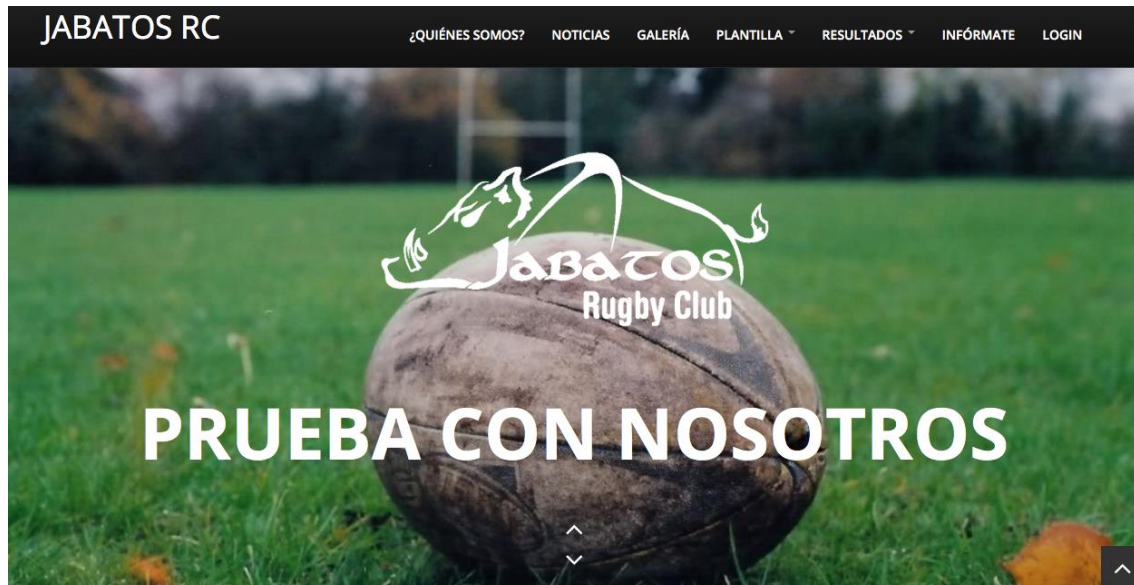 JABATOS RC
¿QUIÉNES SOMOS? NOTICIAS GALERÍA PLANTILLA RESULTADOS INFÓRMATE LOGIN
JABATOS
Rugby Club
PRUEBA CON NOSOTROS